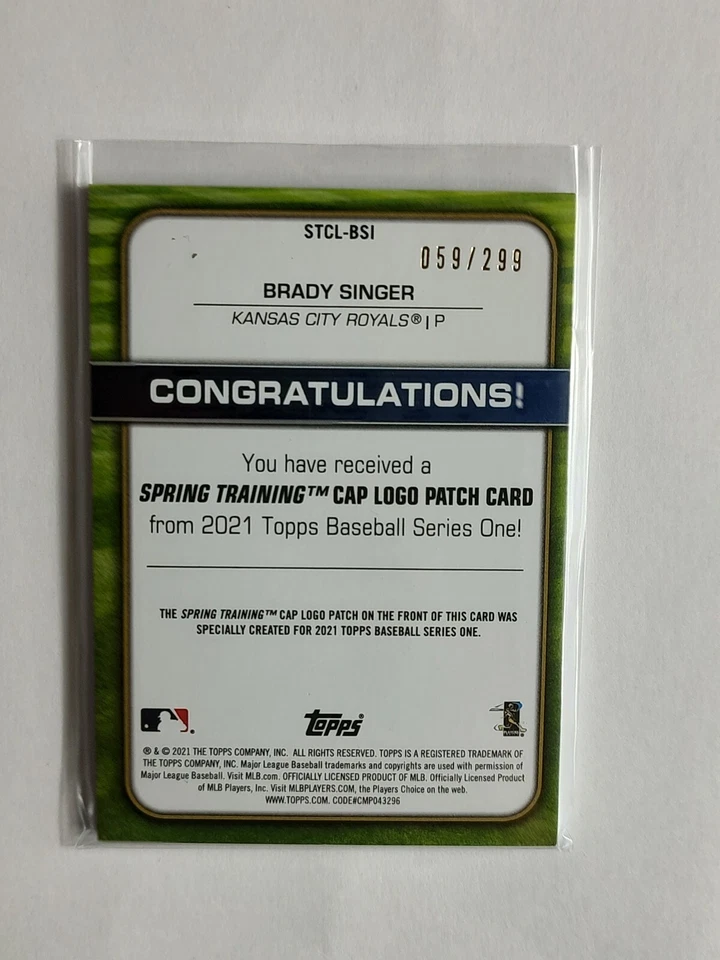 STCL-BSI
059/299
BRADY SINGER
KANSAS CITY ROYALS® | P
CONGRATULATIONS!
You have received a
SPRING TRAINING™ CAP LOGO PATCH CARD
from 2021 Topps Baseball Series One!
THE SPRING TRAINING™ CAP LOGO PATCH ON THE FRONT OF THIS CARD WAS
SPECIALLY CREATED FOR 2021 TOPPS BASEBALL SERIES ONE.
topps®
PLAYERS
® & © 2021 THE TOPPS COMPANY, INC. ALL RIGHTS RESERVED. TOPPS IS A REGISTERED TRADEMARK OF
THE TOPPS COMPANY, INC. Major League Baseball trademarks and copyrights are used with permission of
Major League Baseball. Visit MLB.com. OFFICIALLY LICENSED PRODUCT OF MLB. Officially Licensed Product
of MLB Players, Inc. Visit MLBPLAYERS.COM, the Players Choice on the web.
WWW.TOPPS.COM. CODE#CMP043296